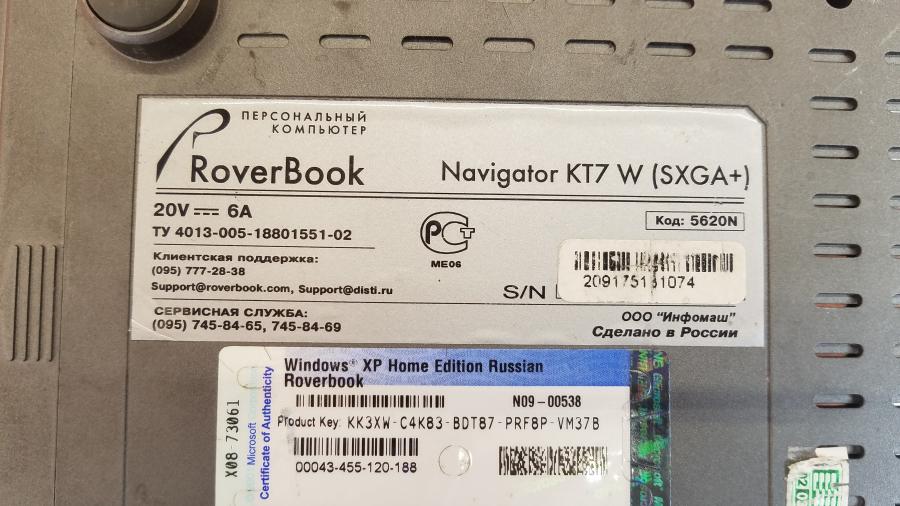 ПЕРСОНАЛЬНЫЙ
КОМПЬЮТЕР
RoverBook
Navigator KT7 W (SXGA+)
20V 6A
Код: 5620N
ТУ 4013-005-18801551-02
РСТ
МЕ06
Клиентская поддержка:
(095) 777-28-38
Support@roverbook.com, Support@disti.ru
S/N
СЕРВИСНАЯ СЛУЖБА:
(095) 745-84-65, 745-84-69
ООО "Инфомаш"
Сделано в России
Windows® XP Home Edition Russian
Roverbook
N09-00538
Product Key: KK3XW-C4K83-BDT87-PRF8P-VM37B
00043-455-120-188
X08-73061
Microsoft
Certificate of Authenticity